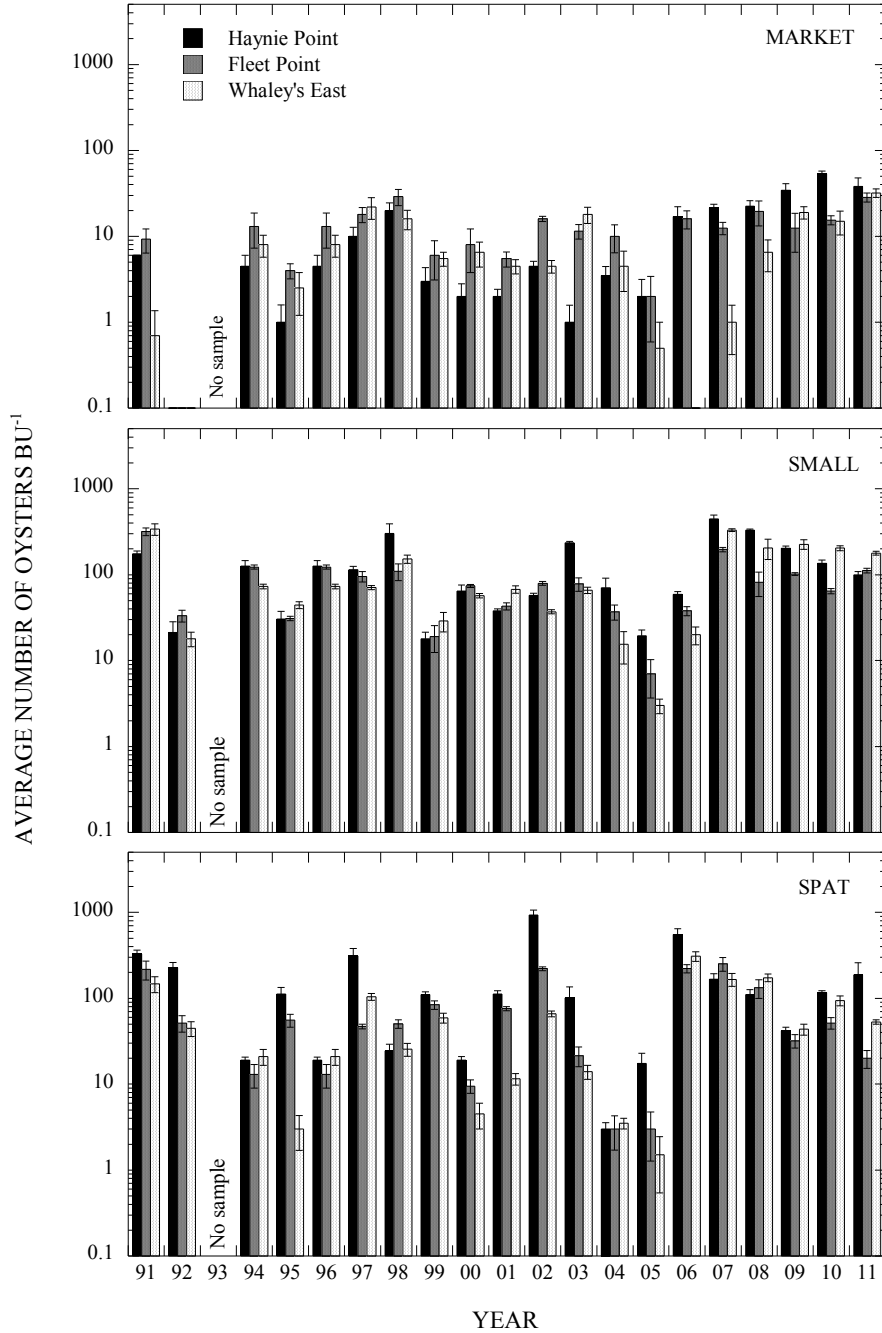 MARKET
Haynie Point
Fleet Point
Whaley's East
1000
100
10
1
0.1
No sample
SMALL
1000
100
10
1
0.1
No sample
SPAT
1000
100
10
1
0.1
No sample
AVERAGE NUMBER OF OYSTERS BU-1
91 92 93 94 95 96 97 98 99 00 01 02 03 04 05 06 07 08 09 10 11
YEAR